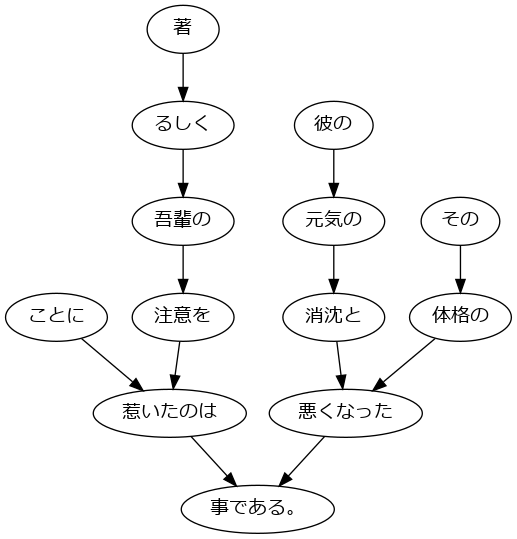 著
るしく
彼の
吾輩の
元気の
その
ことに
注意を
消沈と
体格の
惹いたのは
悪くなった
事である。